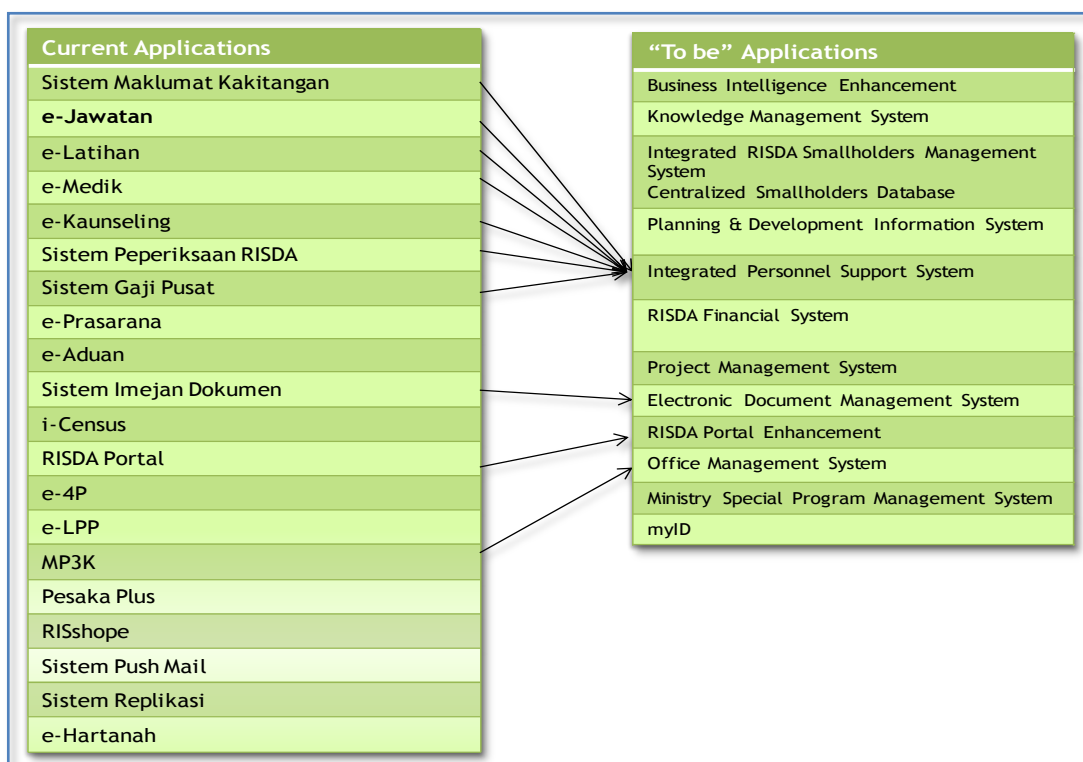 Current Applications
Sistem Maklumat Kakitangan
e-Jawatan
e-Latihan
e-Medik
e-Kaunseling
Sistem Peperiksaan RISDA
Sistem Gaji Pusat
e-Prasarana
e-Aduan
Sistem Imejan Dokumen
i-Census
RISDA Portal
e-4P
e-LPP
MP3K
Pesaka Plus
RISshope
Sistem Push Mail
Sistem Replikasi
e-Hartanah
“To be” Applications
Business Intelligence Enhancement
Knowledge Management System
Integrated RISDA Smallholders Management
System
Centralized Smallholders Database
Planning & Development Information System
Integrated Personnel Support System
RISDA Financial System
Project Management System
Electronic Document Management System
RISDA Portal Enhancement
Office Management System
Ministry Special Program Management System
myID